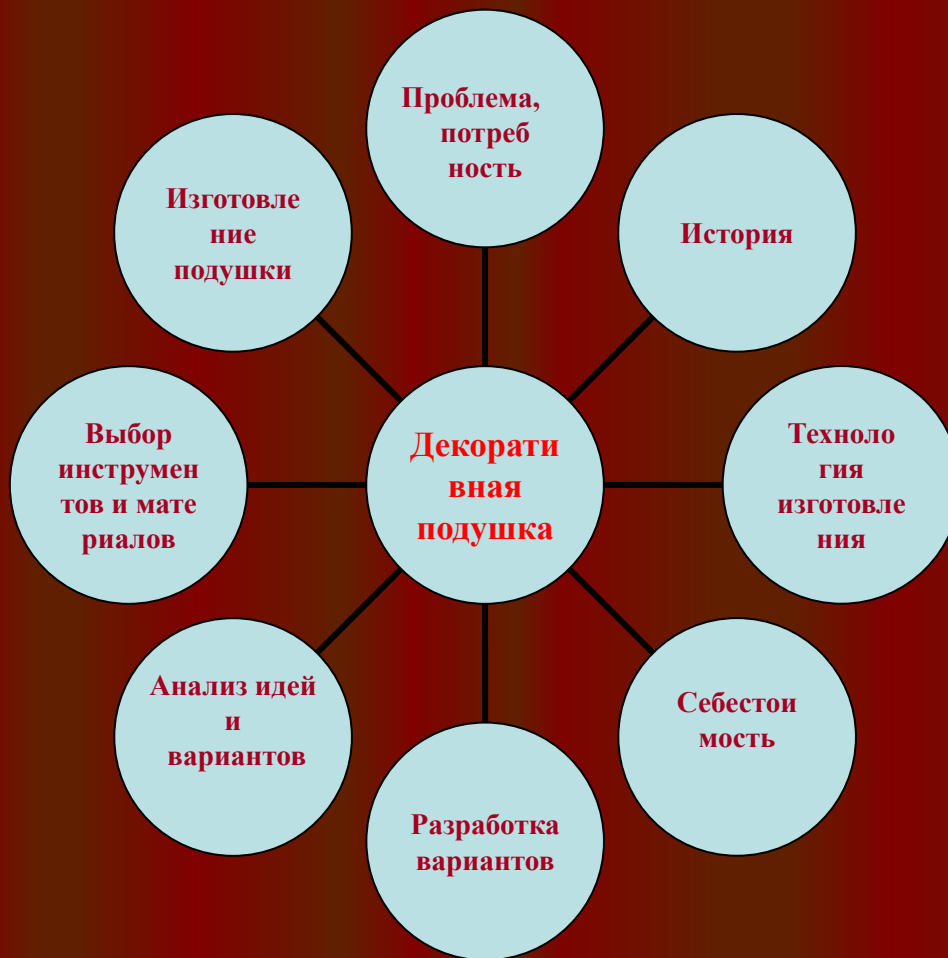 Проблема,
потреб
ность
История
Техноло
гия
изготовле
ния
Себестои
мость
Разработка
вариантов
Анализ идей
и
вариантов
Выбор
инструмен
тов и мате
риалов
Изготовле
ние
подушки
Декорати
вная
подушка